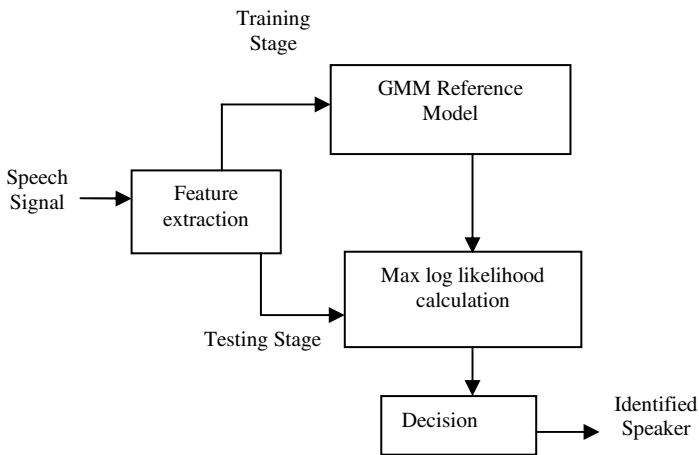 Training
Stage
GMM Reference
Model
Speech
Signal
Feature
extraction
Max log likelihood
calculation
Testing Stage
Decision
Identified
Speaker